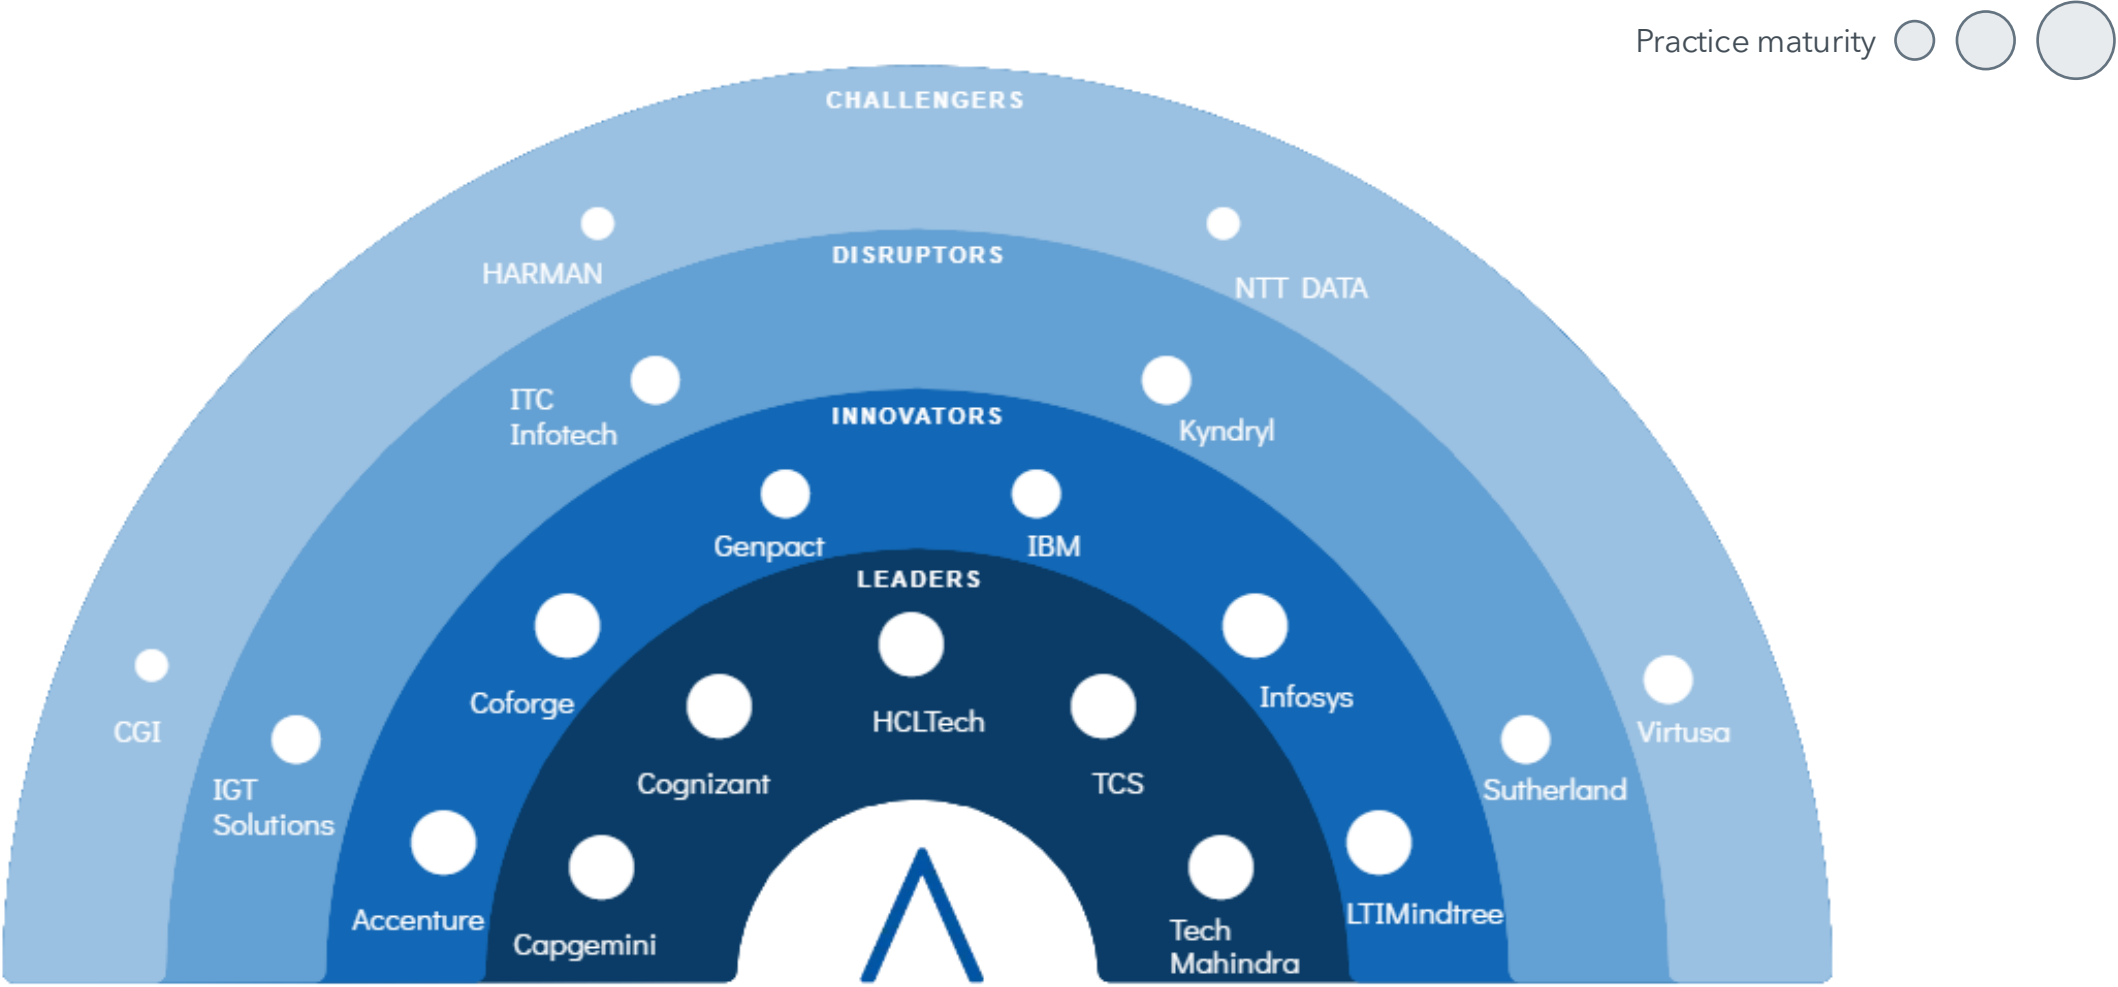 Practice maturity
CHALLENGERS
HARMAN
NTT DATA
CGI
Virtusa
DISRUPTORS
ITC
Infotech
Kyndryl
IGT
Solutions
Sutherland
INNOVATORS
Genpact
IBM
Coforge
Infosys
Accenture
LTIMindtree
LEADERS
HCLTech
Cognizant
TCS
Capgemini
Tech
Mahindra